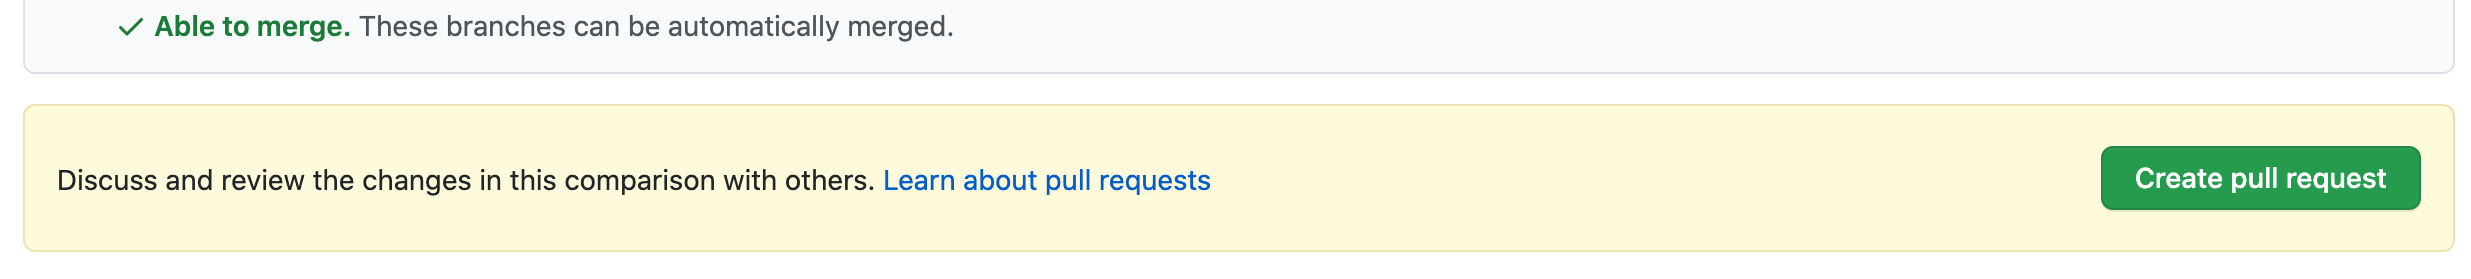 Able to merge. These branches can be automatically merged.
Discuss and review the changes in this comparison with others. Learn about pull requests
Create pull request